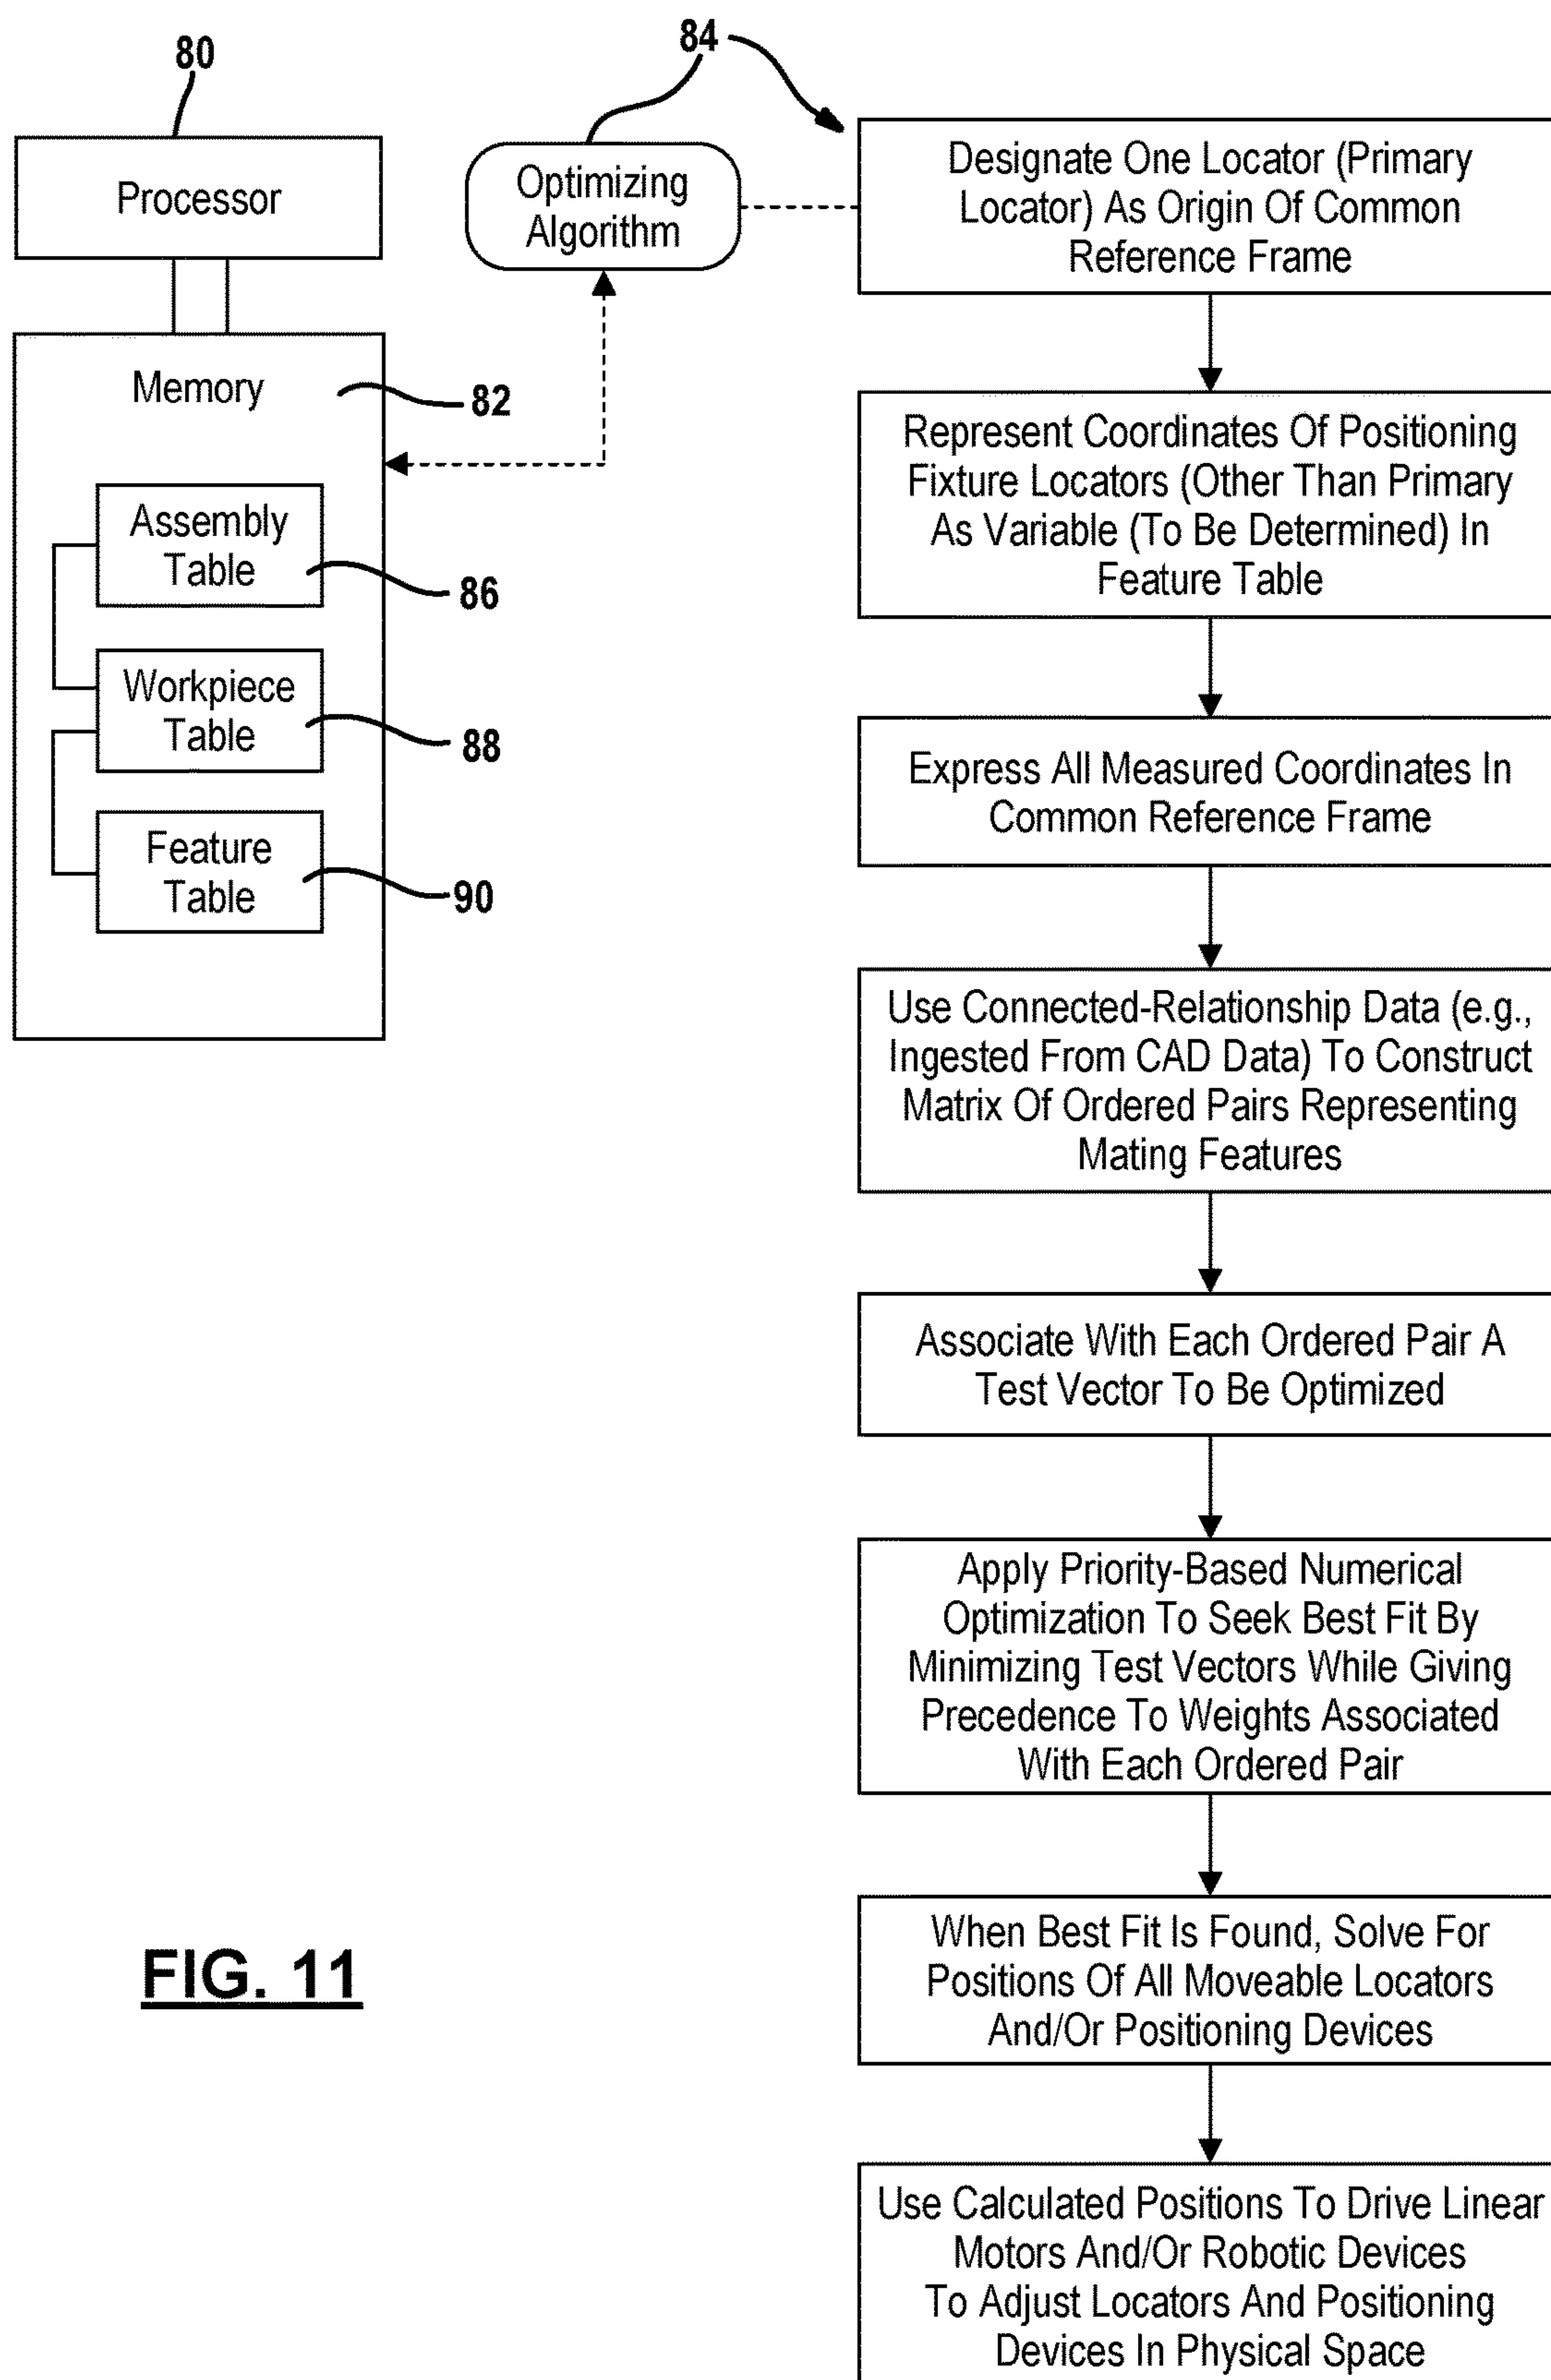 80
Processor
Memory
82
Assembly
Table
86
Workpiece
Table
88
Feature
Table
90
84
Optimizing
Algorithm
Designate One Locator (Primary
Locator) As Origin Of Common
Reference Frame
Represent Coordinates Of Positioning
Fixture Locators (Other Than Primary
As Variable (To Be Determined) In
Feature Table
Express All Measured Coordinates In
Common Reference Frame
Use Connected-Relationship Data (e.g.,
Ingested From CAD Data) To Construct
Matrix Of Ordered Pairs Representing
Mating Features
Associate With Each Ordered Pair A
Test Vector To Be Optimized
Apply Priority-Based Numerical
Optimization To Seek Best Fit By
Minimizing Test Vectors While Giving
Precedence To Weights Associated
With Each Ordered Pair
When Best Fit Is Found, Solve For
Positions Of All Moveable Locators
And/Or Positioning Devices
Use Calculated Positions To Drive Linear
Motors And/Or Robotic Devices
To Adjust Locators And Positioning
Devices In Physical Space
FIG. 11